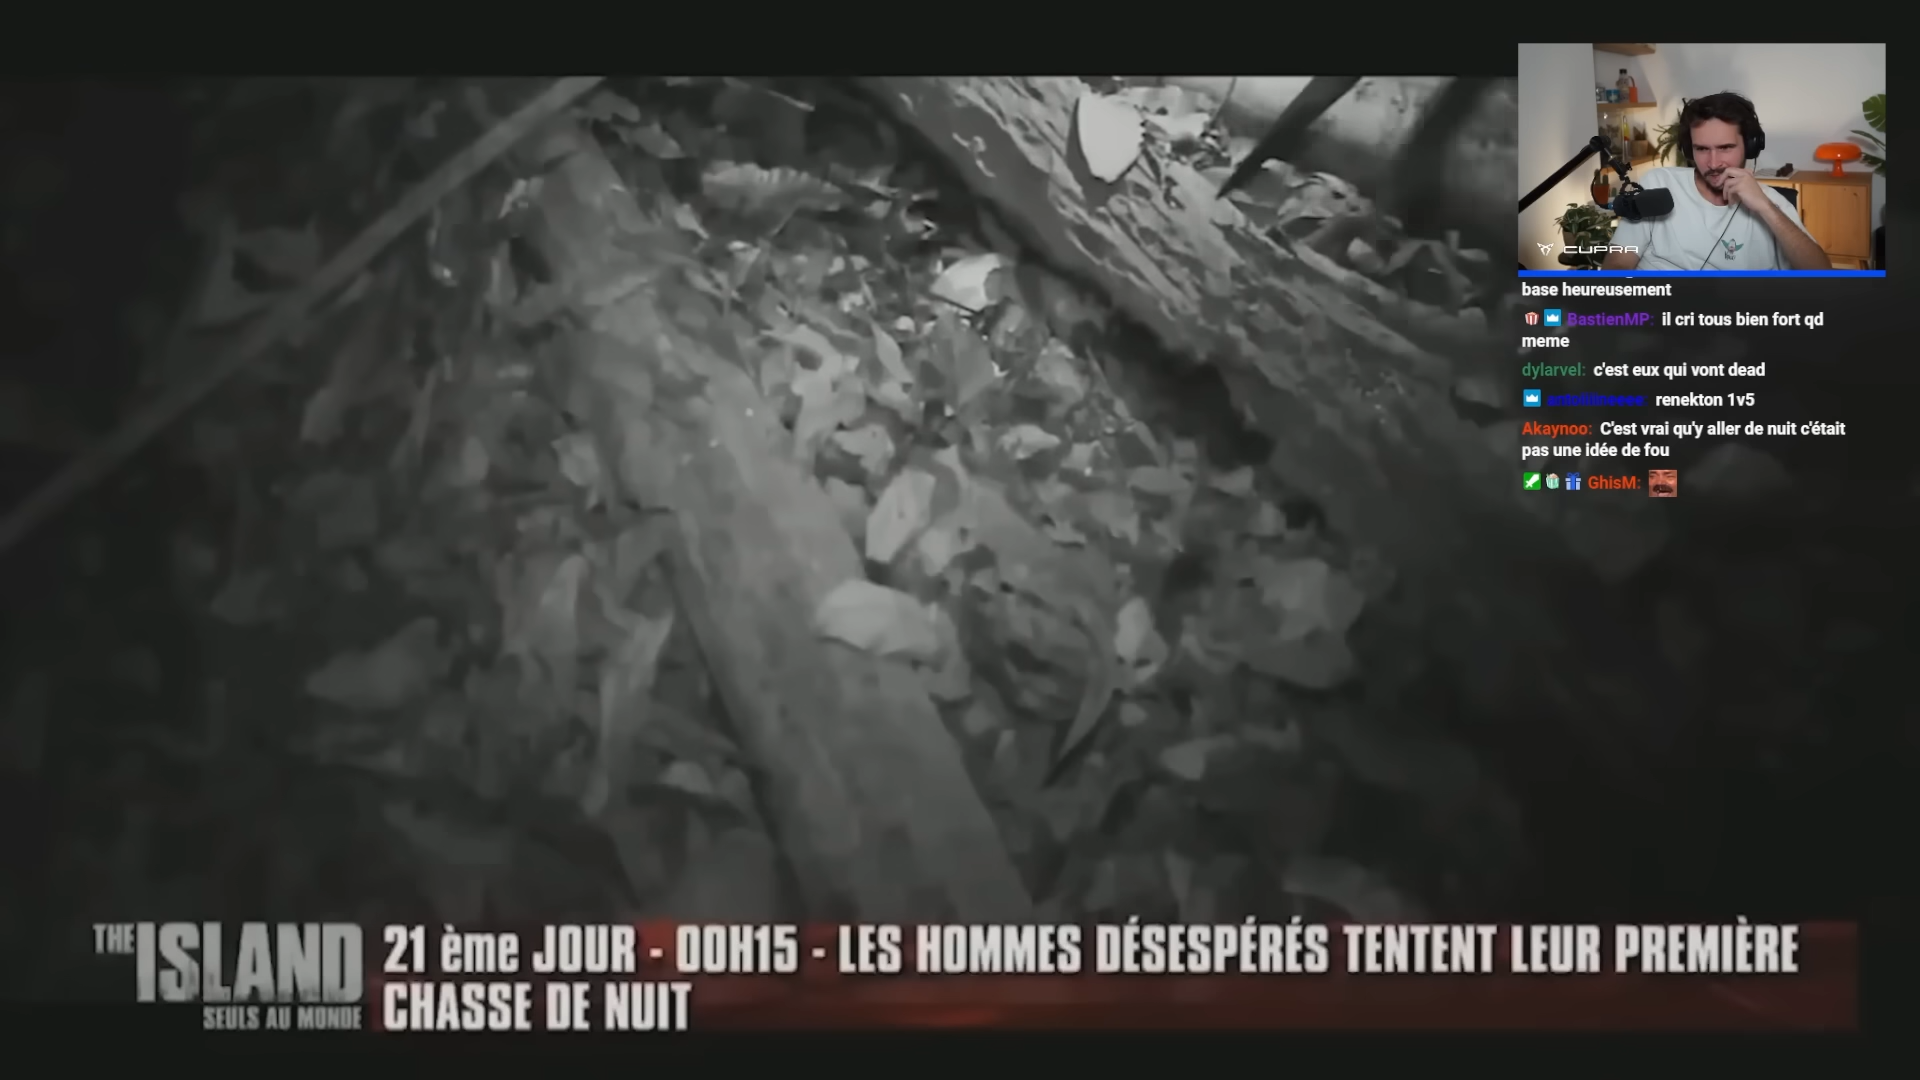 CUPRA
base heureusement
BastienMP: il cri tous bien fort qd
meme
dylarvel: c'est eux qui vont dead
renekton 1v5
Akaynoo: C'est vrai qu'y aller de nuit c'était
pas une idée de fou
GhisM:
THE ISLAND
SEULS AU MONDE
21 ème JOUR - 00H15 - LES HOMMES DÉSESPÉRÉS TENTENT LEUR PREMIÈRE
CHASSE DE NUIT